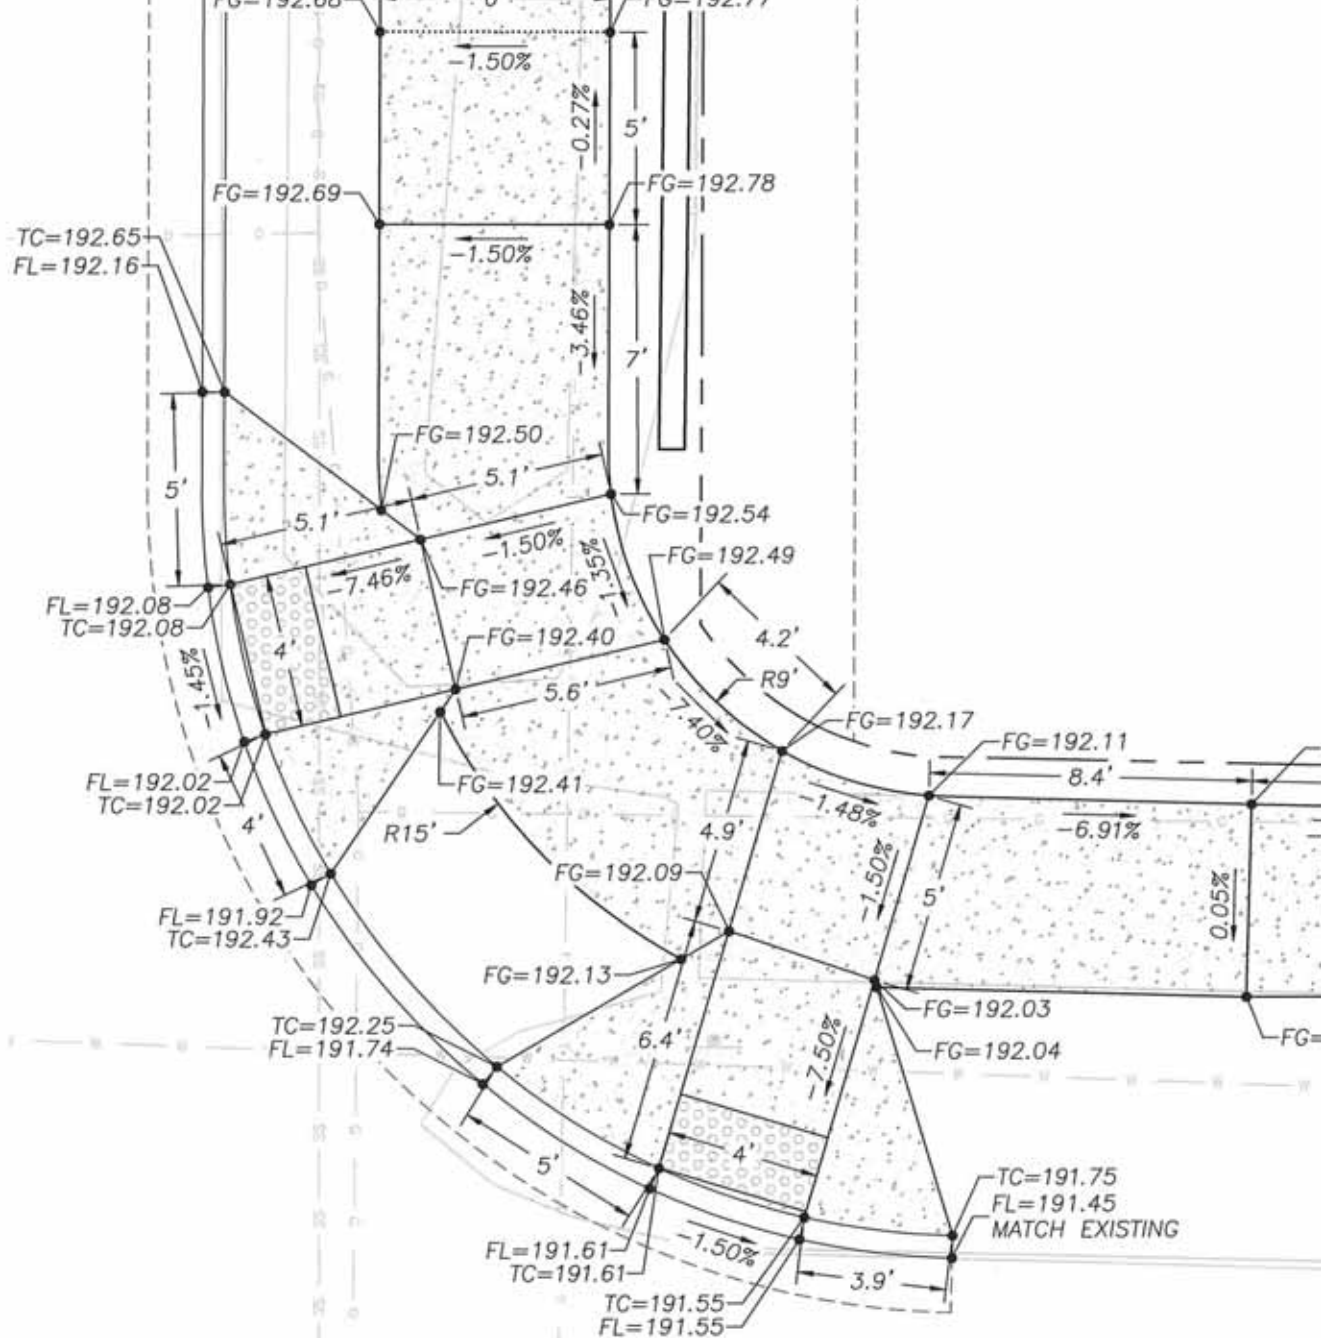 FG=192.68
6'
FG=192.77
-1.50%
-0.27%
5'
FG=192.69
FG=192.78
TC=192.65
FL=192.16
-1.50%
-3.46%
7'
FG=192.50
5.1'
5'
5.1'
FG=192.54
-1.50%
FG=192.49
-7.46%
FG=192.46
-1.35%
FL=192.08
TC=192.08
4'
FG=192.40
4.2'
-1.45%
5.6'
R9'
-7.40%
FG=192.17
FG=192.11
FL=192.02
TC=192.02
FG=192.41
8.4'
4'
R15'
4.9'
-1.48%
-6.91%
FG=192.09
-1.50%
5'
0.05%
FL=191.92
TC=192.43
FG=192.13
FG=192.03
TC=192.25
FL=191.74
6.4'
FG=192.04
FG=
-7.50%
5'
4'
TC=191.75
FL=191.45
MATCH EXISTING
FL=191.61
TC=191.61
-1.50%
3.9'
TC=191.55
FL=191.55